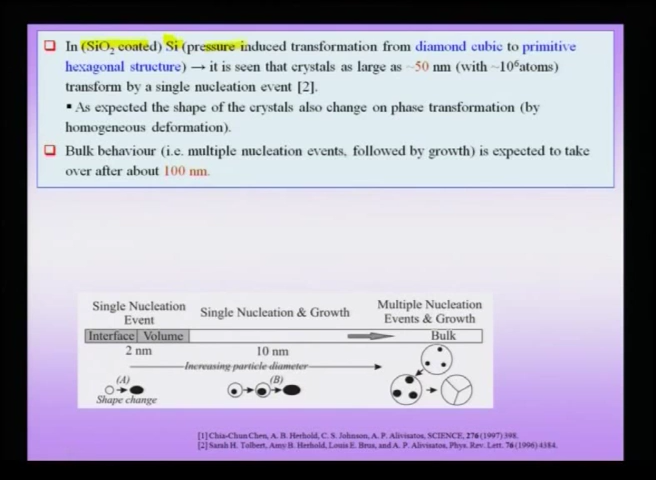 In (SiO₂ coated) Si (pressure induced transformation from diamond cubic to primitive
hexagonal structure) → it is seen that crystals as large as ~50 nm (with ~10⁶atoms)
transform by a single nucleation event [2].
▪ As expected the shape of the crystals also change on phase transformation (by
homogeneous deformation).
Bulk behaviour (i.e. multiple nucleation events, followed by growth) is expected to take
over after about 100 nm.
Single Nucleation
Event
Single Nucleation & Growth
Multiple Nucleation
Events & Growth
Interface Volume
Bulk
2 nm
10 nm
Increasing particle diameter
(A)
(B)
Shape change
[1] Chia-Chun Chen, A. B. Herhold, C. S. Johnson, A. P. Alivisatos, SCIENCE, 276 (1997) 398.
[2] Sarah H. Tolbert, Amy B. Herhold, Louis E. Brus, and A. P. Alivisatos, Phys. Rev. Lett. 76 (1996) 4384.